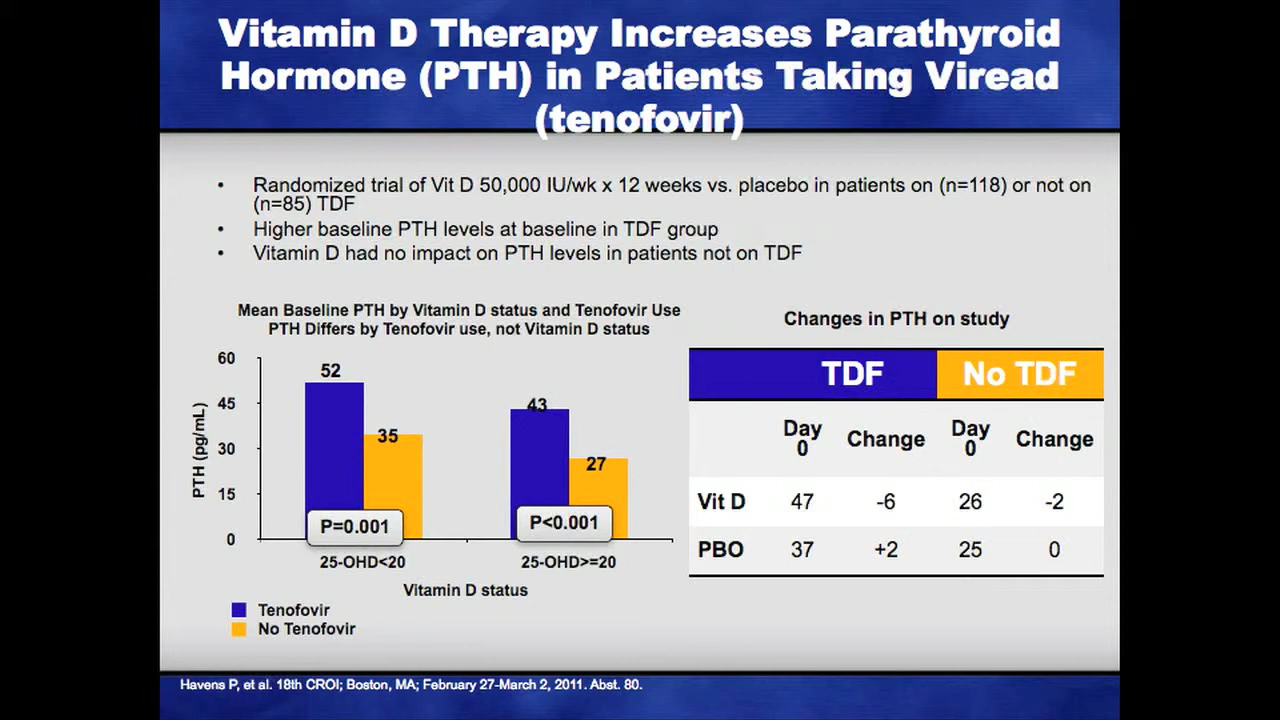 Vitamin D Therapy Increases Parathyroid
Hormone (PTH) in Patients Taking Viread
(tenofovir)
• Randomized trial of Vit D 50,000 IU/wk x 12 weeks vs. placebo in patients on (n=118) or not on
(n=85) TDF
• Higher baseline PTH levels at baseline in TDF group
• Vitamin D had no impact on PTH levels in patients not on TDF
Mean Baseline PTH by Vitamin D status and Tenofovir Use
PTH Differs by Tenofovir use, not Vitamin D status
PTH (pg/mL)
60
45
30
15
0
52
35
43
27
P=0.001
P<0.001
25-OHD<20
25-OHD>=20
Vitamin D status
Tenofovir
No Tenofovir
Changes in PTH on study
TDF No TDF
Day 0 Change Day 0 Change
Vit D 47 -6 26 -2
PBO 37 +2 25 0
Havens P, et al. 18th CROI; Boston, MA; February 27-March 2, 2011. Abst. 80.